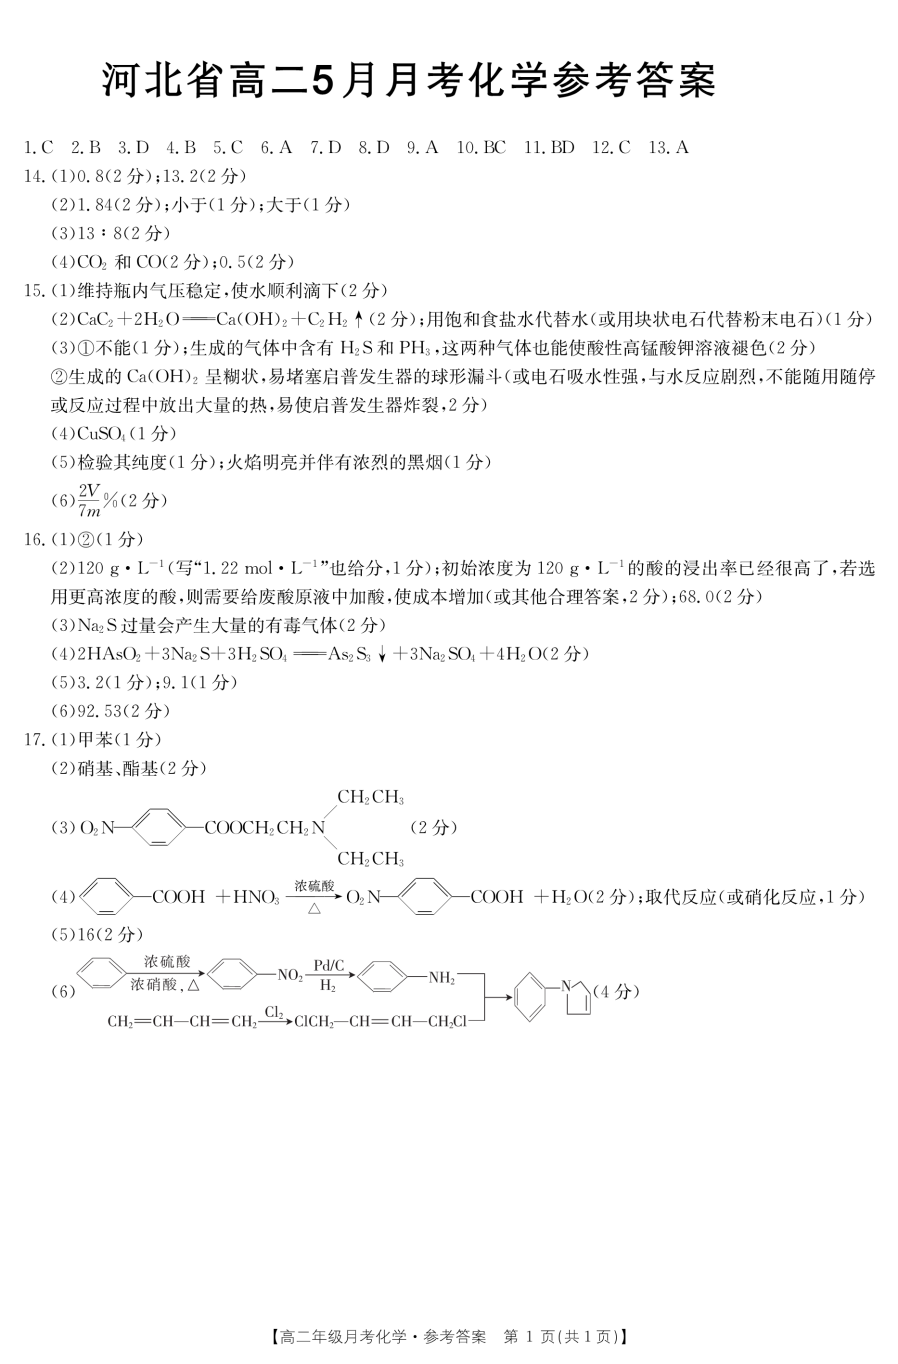 河北省高二5月月考化学参考答案
1.C 2.B 3.D 4.B 5.C 6.A 7.D 8.D 9.A 10.BC 11.BD 12.C 13.A
14.(1)0.8(2分);13.2(2分)
(2)1.84(2分);小于(1分);大于(1分)
(3)13∶8(2分)
(4)CO₂ 和 CO(2分);0.5(2分)
15.(1)维持瓶内气压稳定,使水顺利滴下(2分)
(2)CaC₂+2H₂O══Ca(OH)₂+C₂H₂↑(2分);用饱和食盐水代替水(或用块状电石代替粉末电石)(1分)
(3)①不能(1分);生成的气体中含有 H₂S 和 PH₃,这两种气体也能使酸性高锰酸钾溶液褪色(2分)
②生成的 Ca(OH)₂ 呈糊状,易堵塞启普发生器的球形漏斗(或电石吸水性强,与水反应剧烈,不能随用随停
或反应过程中放出大量的热,易使启普发生器炸裂,2分)
(4)CuSO₄(1分)
(5)检验其纯度(1分);火焰明亮并伴有浓烈的黑烟(1分)
(6)2V/7m%(2分)
16.(1)②(1分)
(2)120 g·L⁻¹(写“1.22 mol·L⁻¹”也给分,1分);初始浓度为 120 g·L⁻¹的酸的浸出率已经很高了,若选
用更高浓度的酸,则需要给废酸原液中加酸,使成本增加(或其他合理答案,2分);68.0(2分)
(3)Na₂S 过量会产生大量的有毒气体(2分)
(4)2HAsO₂+3Na₂S+3H₂SO₄══As₂S₃↓+3Na₂SO₄+4H₂O(2分)
(5)3.2(1分);9.1(1分)
(6)92.53(2分)
17.(1)甲苯(1分)
(2)硝基、酯基(2分)
CH₂CH₃
(3) O₂N— —COOCH₂CH₂N (2分)
CH₂CH₃
(4) —COOH +HNO₃ 浓硫酸 △ O₂N— —COOH +H₂O(2分);取代反应(或硝化反应,1分)
(5)16(2分)
(6) 浓硫酸 浓硝酸,△ —NO₂ Pd/C H₂ —NH₂ —N (4分)
CH₂═CH—CH═CH₂ Cl₂ ClCH₂—CH═CH—CH₂Cl
【高二年级月考化学·参考答案 第1页(共1页)】